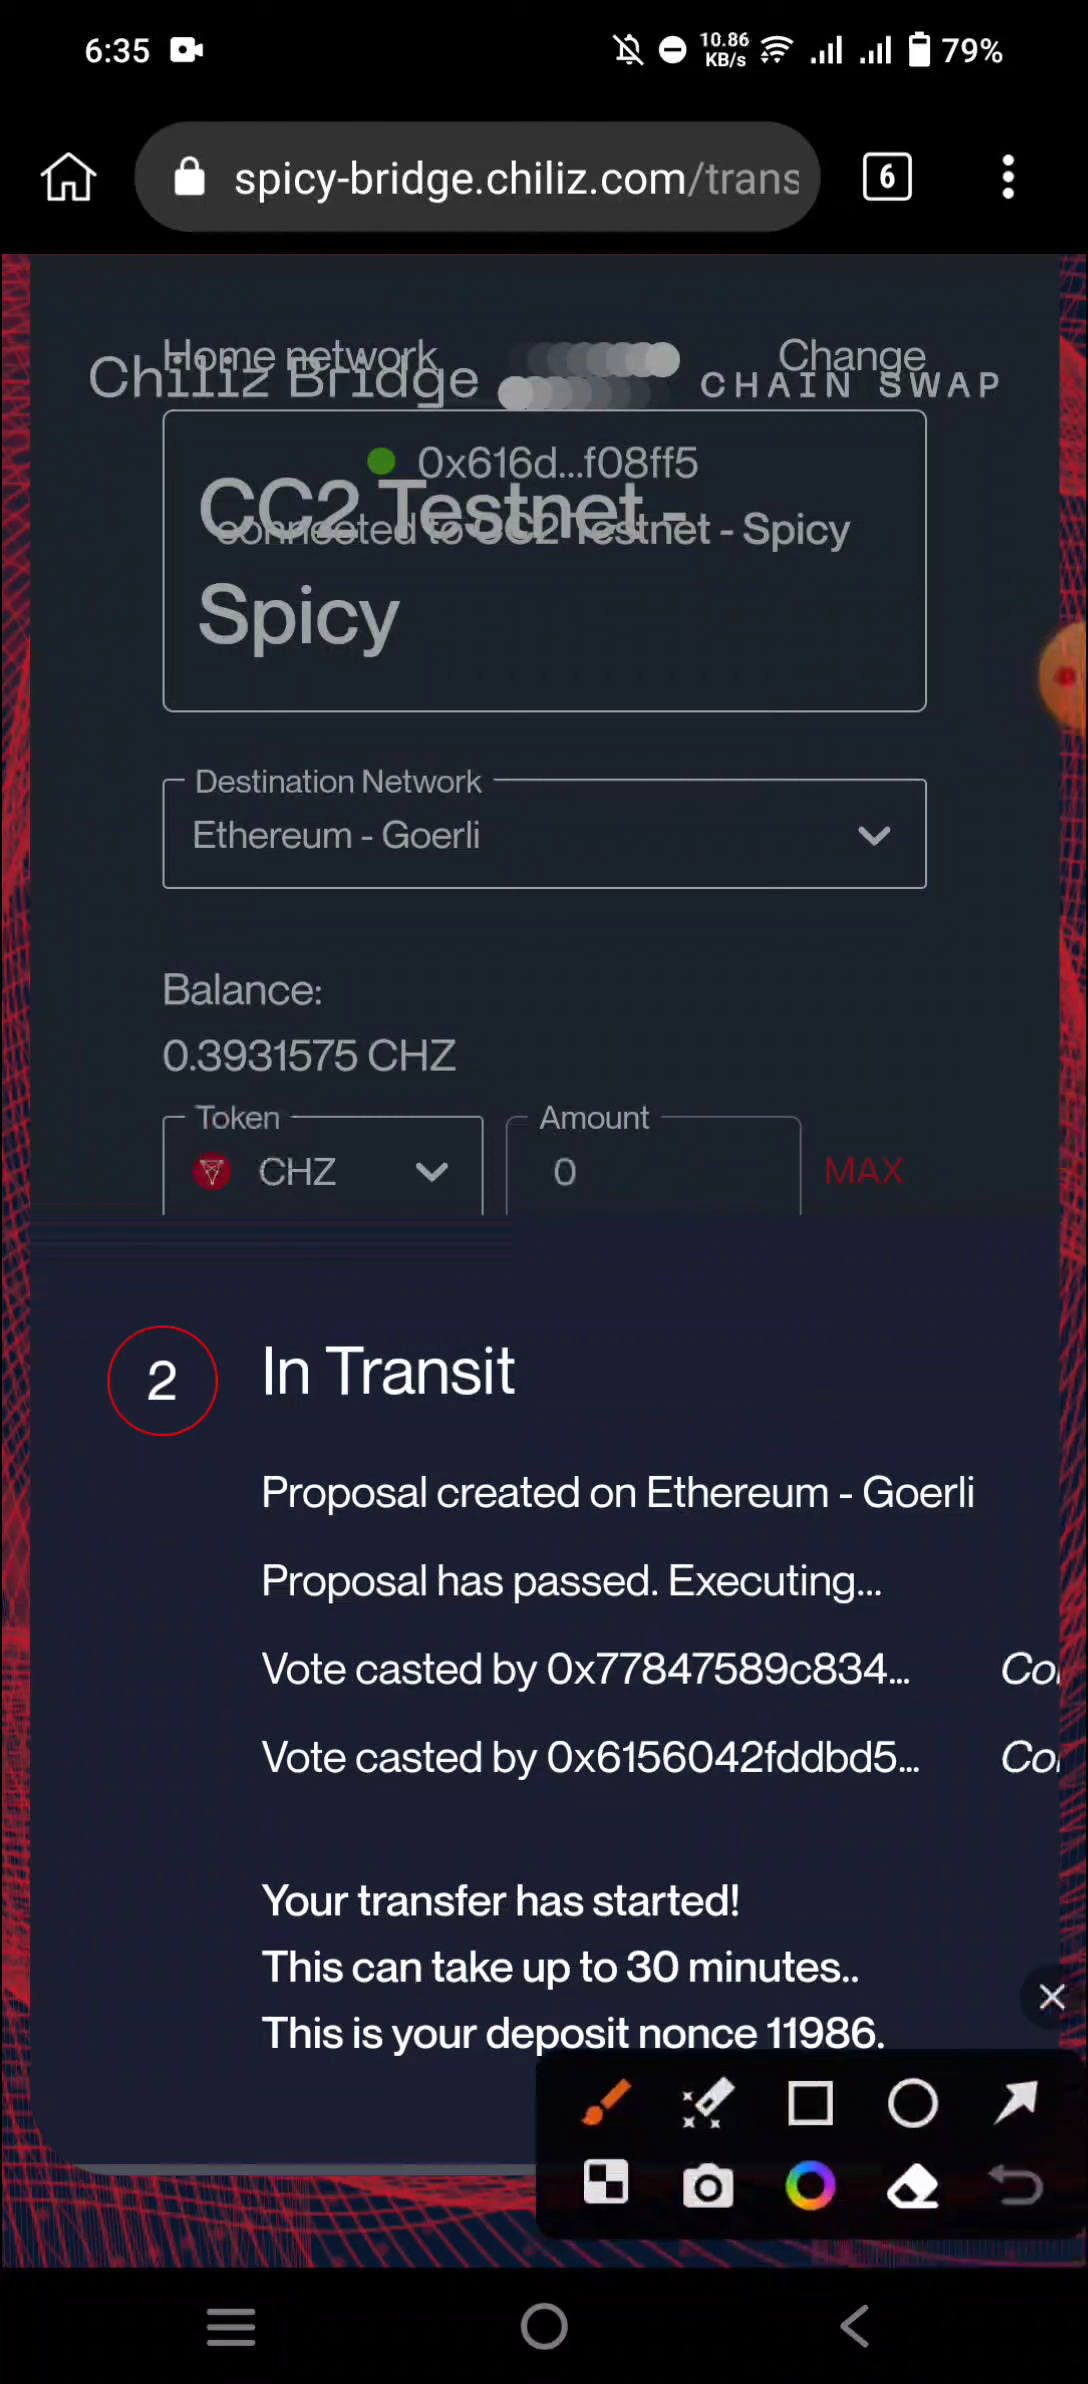 6:35
10.86
KB/s
79%
spicy-bridge.chiliz.com/trans
6
Home network
Change
Chiliz Bridge
CHAIN SWAP
0x616d...f08ff5
CC2 Testnet -
Spicy
connected to CC2 Testnet - Spicy
Destination Network
Ethereum - Goerli
Balance:
0.3931575 CHZ
Token
Amount
CHZ
0
MAX
2
In Transit
Proposal created on Ethereum - Goerli
Proposal has passed. Executing...
Vote casted by 0x77847589c834...
Co
Vote casted by 0x6156042fddbd5...
Co
Your transfer has started!
This can take up to 30 minutes..
This is your deposit nonce 11986.